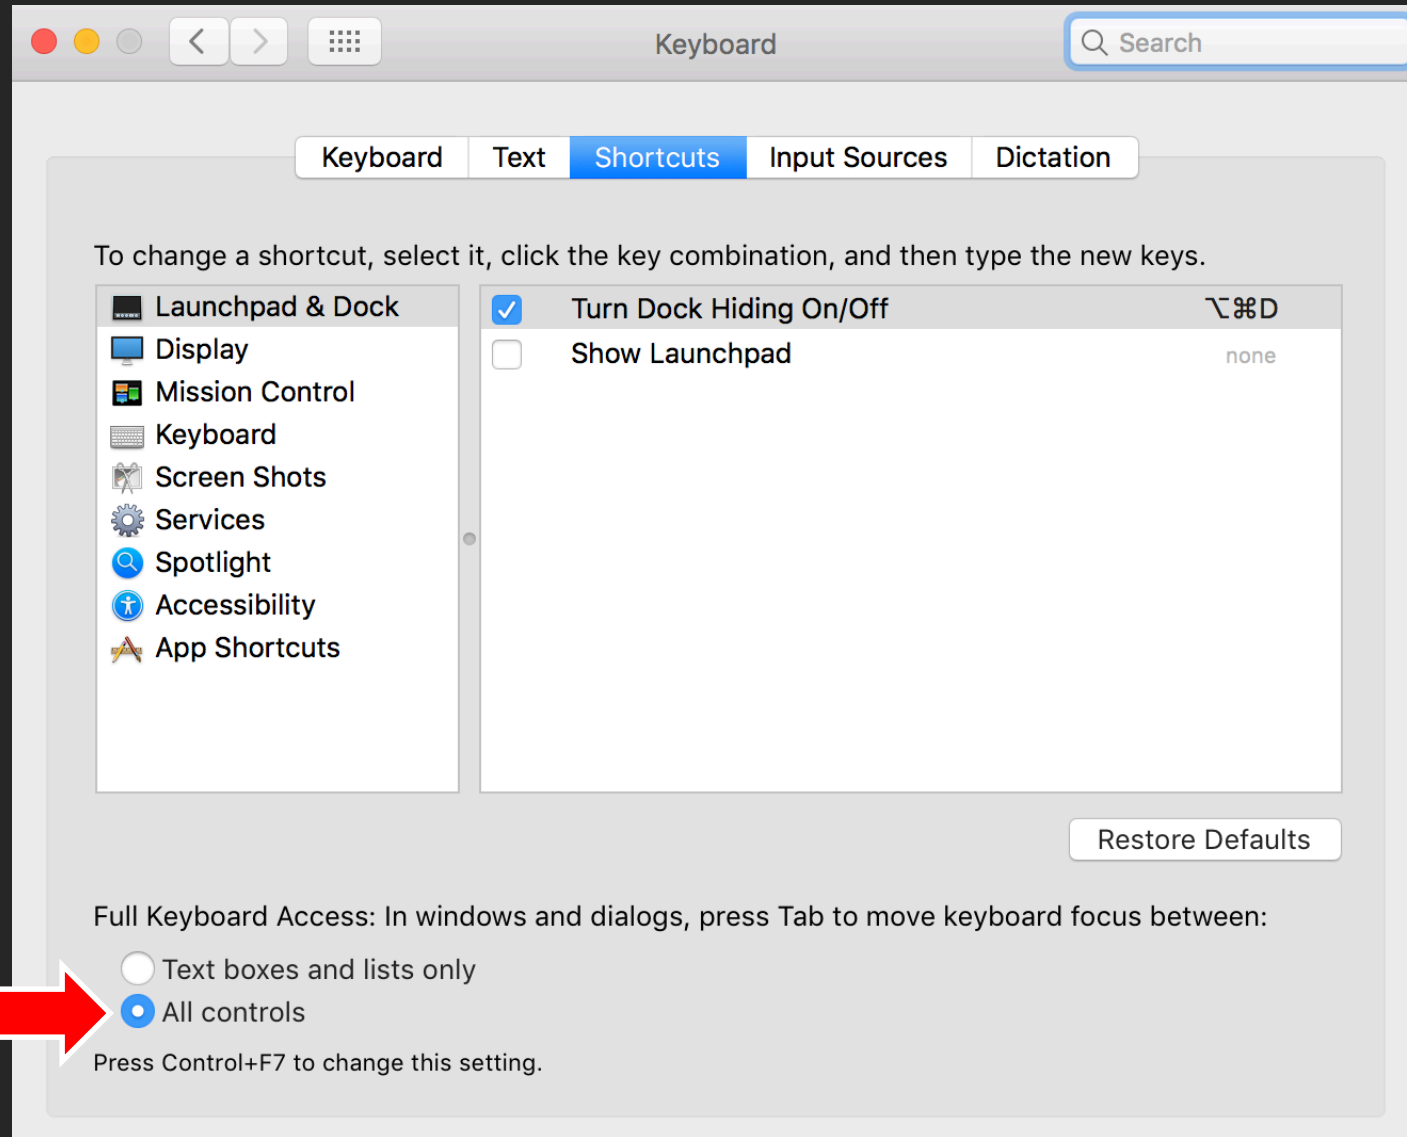 Keyboard
Search
Keyboard Text Shortcuts Input Sources Dictation
To change a shortcut, select it, click the key combination, and then type the new keys.
Launchpad & Dock
Display
Mission Control
Keyboard
Screen Shots
Services
Spotlight
Accessibility
App Shortcuts
Turn Dock Hiding On/Off ⌥⌘D
Show Launchpad none
Restore Defaults
Full Keyboard Access: In windows and dialogs, press Tab to move keyboard focus between:
Text boxes and lists only
All controls
Press Control+F7 to change this setting.